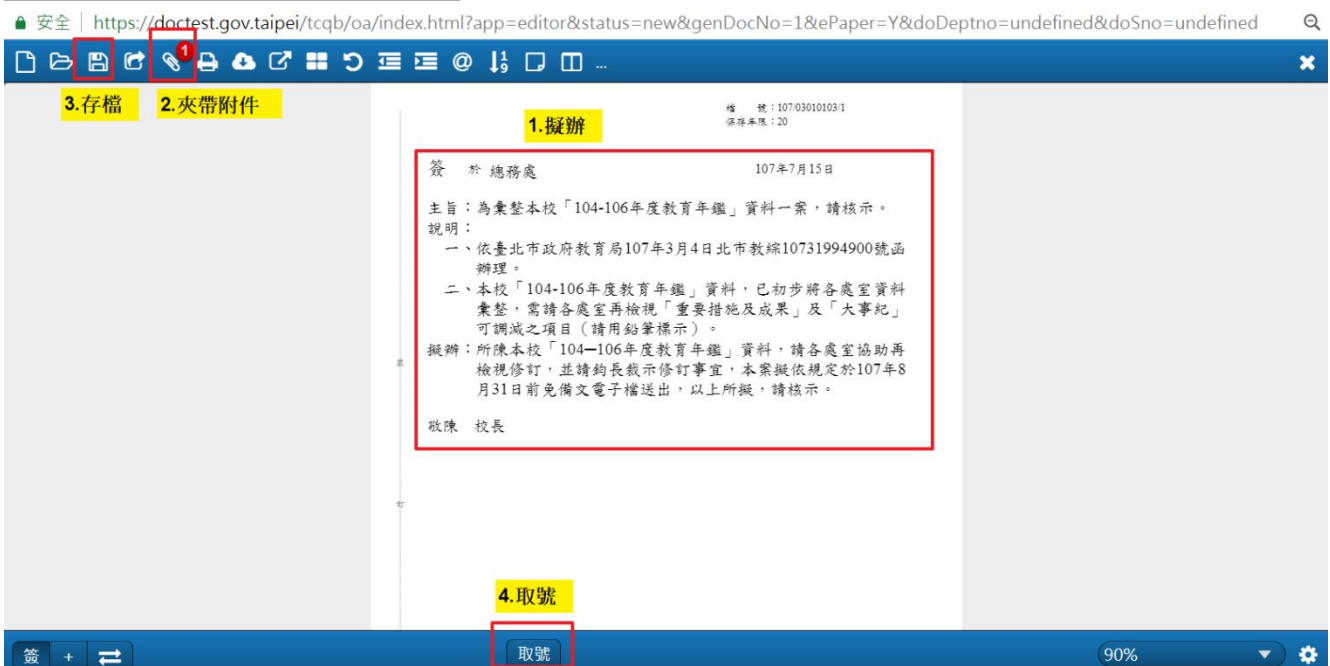 安全 | https://doctest.gov.taipei/tcqb/oa/index.html?app=editor&status=new&genDocNo=1&ePaper=Y&doDeptno=undefined&doSno=undefined
1
@
...
3.存檔
2.夾帶附件
檔　號：107/03010103/1
保存年限：20
1.擬辦
簽　於 總務處　107年7月15日
主旨：為彙整本校「104-106年度教育年鑑」資料一案，請核示。
說明：
一、依臺北市政府教育局107年3月4日北市教綜10731994900號函
辦理。
二、本校「104-106年度教育年鑑」資料，已初步將各處室資料
彙整，需請各處室再檢視「重要措施及成果」及「大事紀」
可調減之項目（請用鉛筆標示）。
擬辦：所陳本校「104—106年度教育年鑑」資料，請各處室協助再
檢視修訂，並請鈞長裁示修訂事宜，本案擬依規定於107年8
月31日前免備文電子檔送出，以上所擬，請核示。
敬陳　校長
裝
訂
4.取號
簽
+
取號
90%